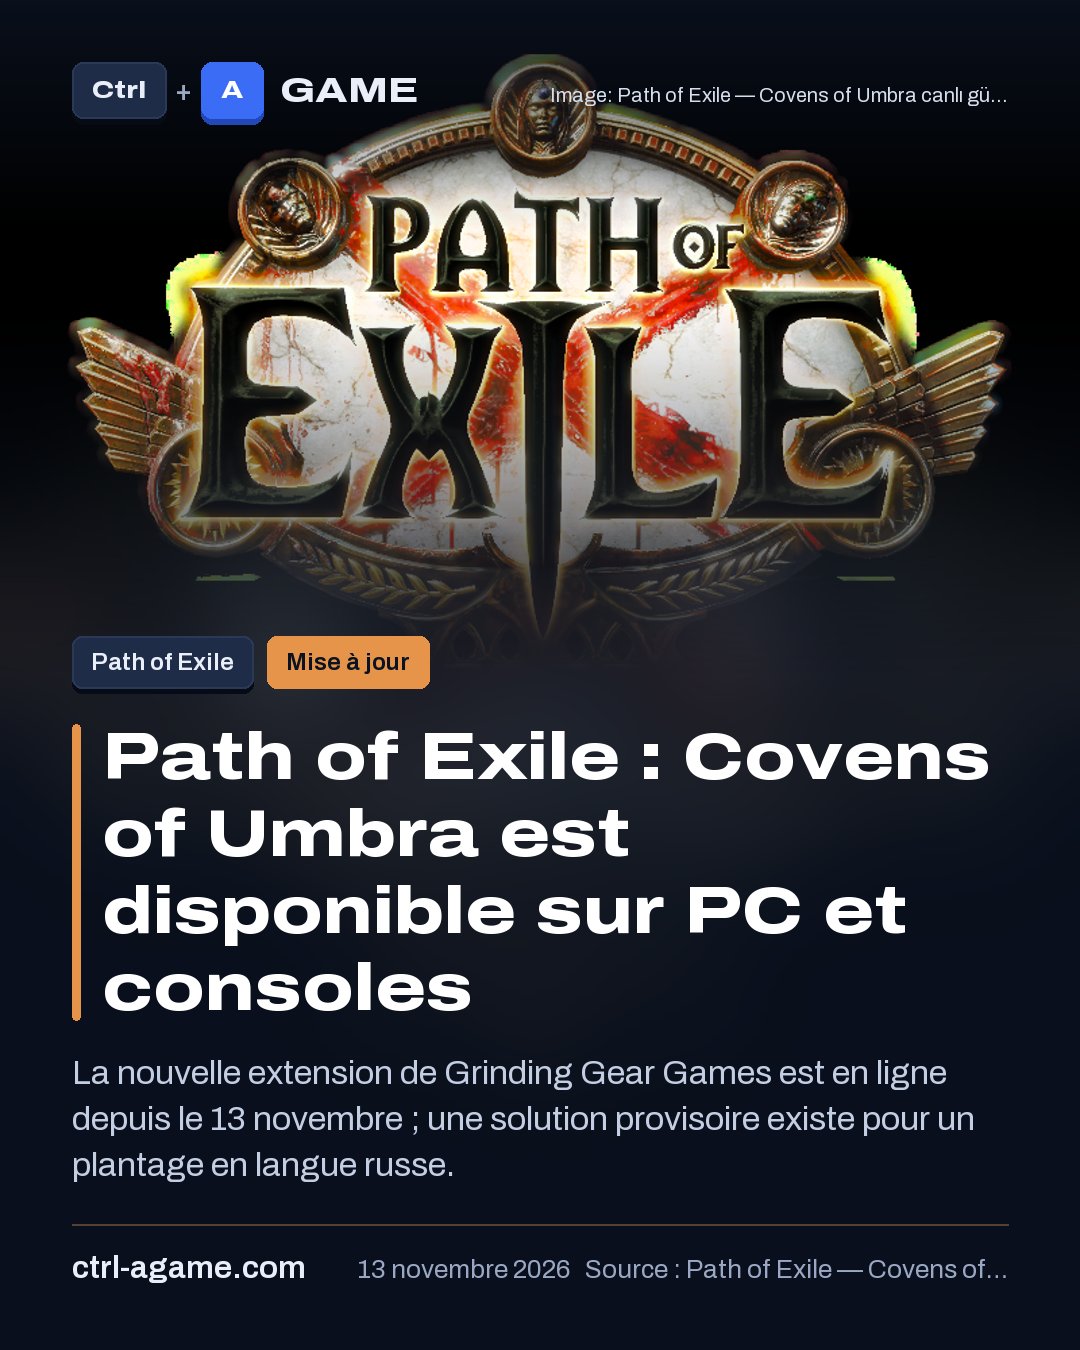 Ctrl + A GAME
Image: Path of Exile — Covens of Umbra canlı gü...
PATH OF
EXILE
Path of Exile
Mise à jour
Path of Exile : Covens
of Umbra est
disponible sur PC et
consoles
La nouvelle extension de Grinding Gear Games est en ligne
depuis le 13 novembre ; une solution provisoire existe pour un
plantage en langue russe.
ctrl-agame.com
13 novembre 2026 Source : Path of Exile — Covens of...